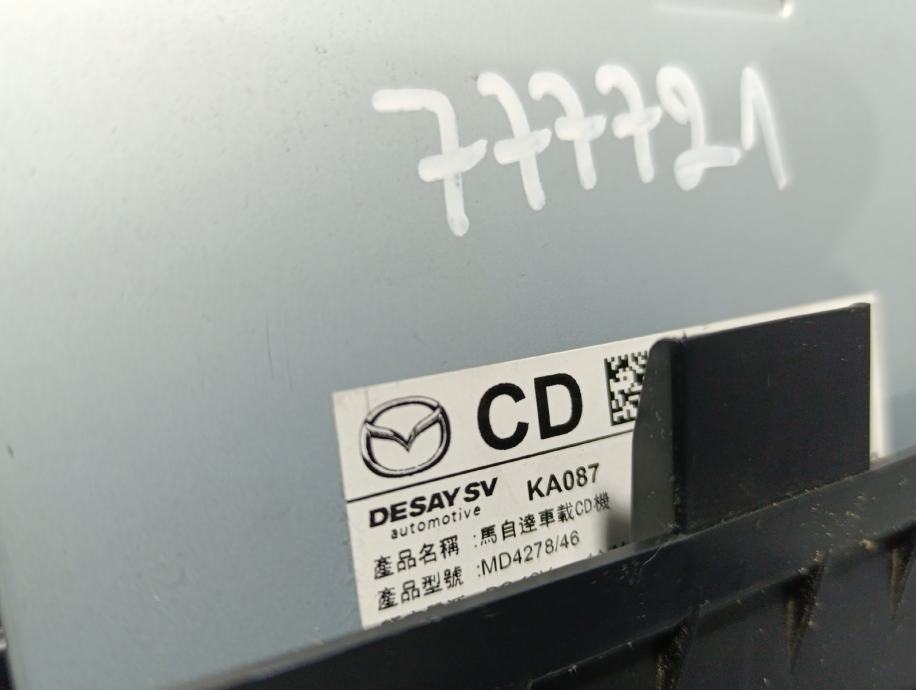 777721
CD
DESAY SV KA087
automotive
產品名稱 :馬自達車載CD機
產品型號 :MD4278/46